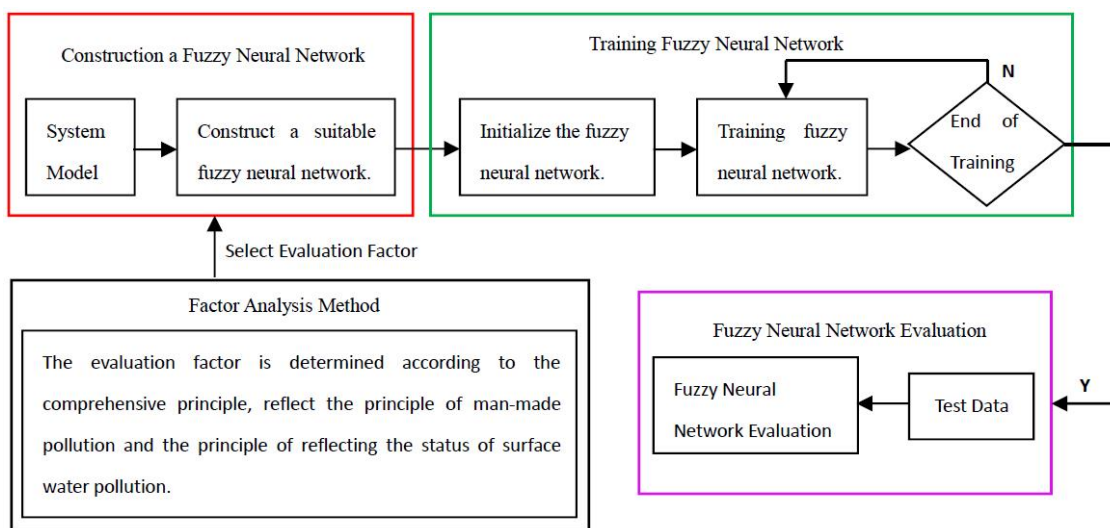 Construction a Fuzzy Neural Network
System
Model
Construct a suitable
fuzzy neural network.
Training Fuzzy Neural Network
Initialize the fuzzy
neural network.
Training fuzzy
neural network.
N
End of
Training
Select Evaluation Factor
Factor Analysis Method
The evaluation factor is determined according to the
comprehensive principle, reflect the principle of man-made
pollution and the principle of reflecting the status of surface
water pollution.
Fuzzy Neural Network Evaluation
Fuzzy Neural
Network Evaluation
Test Data
Y